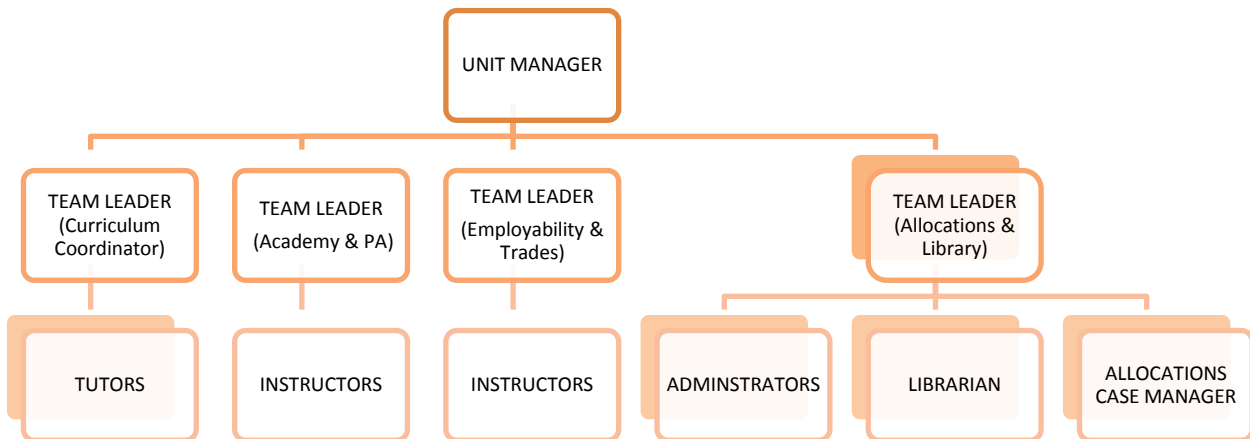 UNIT MANAGER
TEAM LEADER
(Curriculum
Coordinator)
TEAM LEADER
(Academy & PA)
TEAM LEADER
(Employability &
Trades)
TEAM LEADER
(Allocations &
Library)
TUTORS
INSTRUCTORS
INSTRUCTORS
ADMINSTRATORS
LIBRARIAN
ALLOCATIONS
CASE MANAGER